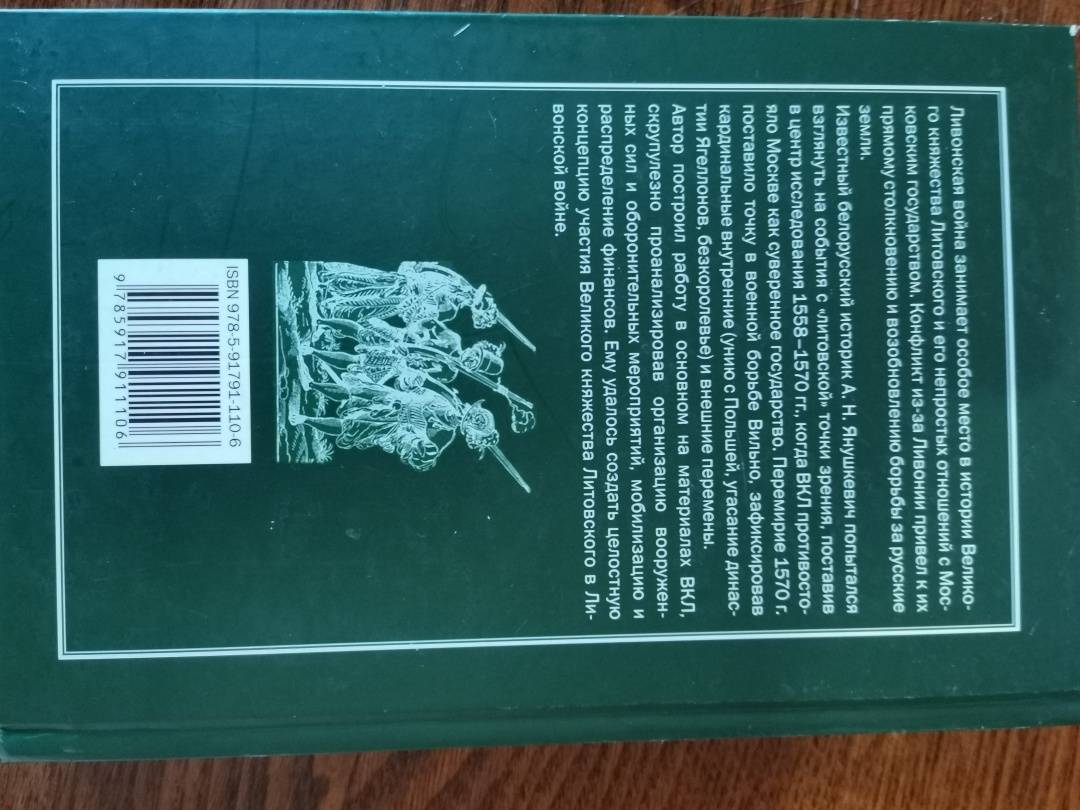 Ливонская война занимает особое место в истории Велико-
го княжества Литовского и его непростых отношений с Мос-
ковским государством. Конфликт из-за Ливонии привел к их
прямому столкновению и возобновлению борьбы за русские
земли.
Известный белорусский историк А. Н. Янушкевич попытался
взглянуть на события с «литовской» точки зрения, поставив
в центр исследования 1558–1570 гг., когда ВКЛ противосто-
яло Москве как суверенное государство. Перемирие 1570 г.
поставило точку в военной борьбе Вильно, зафиксировав
кардинальные внутренние (унию с Польшей, угасание динас-
тии Ягеллонов, безкоролевье) и внешние перемены.
Автор построил работу в основном на материалах ВКЛ,
скрупулезно проанализировав организацию вооружен-
ных сил и оборонительных мероприятий, мобилизацию и
распределение финансов. Ему удалось создать целостную
концепцию участия Великого княжества Литовского в Ли-
вонской войне.
ISBN 978-5-91791-110-6
9 785917 911106